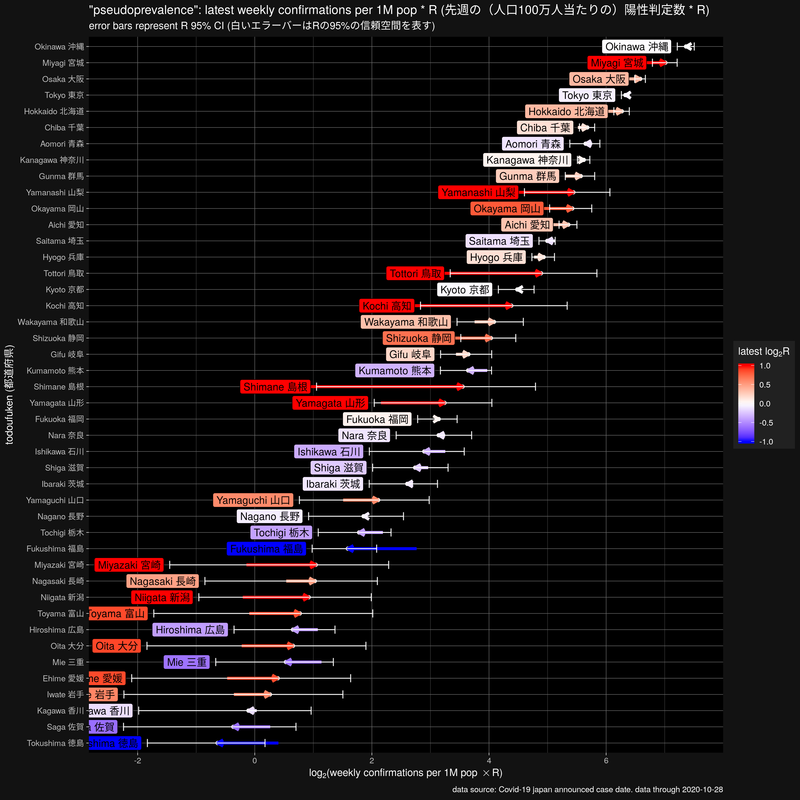 "pseudoprevalence": latest weekly confirmations per 1M pop * R (先週の（人口100万人当たりの）陽性判定数 * R)
error bars represent R 95% CI (白いエラーバーはRの95%の信頼空間を表す)
todoufuken (都道府県)
Okinawa 沖縄
Miyagi 宮城
Osaka 大阪
Tokyo 東京
Hokkaido 北海道
Chiba 千葉
Aomori 青森
Kanagawa 神奈川
Gunma 群馬
Yamanashi 山梨
Okayama 岡山
Aichi 愛知
Saitama 埼玉
Hyogo 兵庫
Tottori 鳥取
Kyoto 京都
Kochi 高知
Wakayama 和歌山
Shizuoka 静岡
Gifu 岐阜
Kumamoto 熊本
Shimane 島根
Yamagata 山形
Fukuoka 福岡
Nara 奈良
Ishikawa 石川
Shiga 滋賀
Ibaraki 茨城
Yamaguchi 山口
Nagano 長野
Tochigi 栃木
Fukushima 福島
Miyazaki 宮崎
Nagasaki 長崎
Niigata 新潟
Toyama 富山
Hiroshima 広島
Oita 大分
Mie 三重
Ehime 愛媛
Iwate 岩手
Kagawa 香川
Saga 佐賀
Tokushima 徳島
Okinawa 沖縄
Miyagi 宮城
Osaka 大阪
Tokyo 東京
Hokkaido 北海道
Chiba 千葉
Aomori 青森
Kanagawa 神奈川
Gunma 群馬
Yamanashi 山梨
Okayama 岡山
Aichi 愛知
Saitama 埼玉
Hyogo 兵庫
Tottori 鳥取
Kyoto 京都
Kochi 高知
Wakayama 和歌山
Shizuoka 静岡
Gifu 岐阜
Kumamoto 熊本
Shimane 島根
Yamagata 山形
Fukuoka 福岡
Nara 奈良
Ishikawa 石川
Shiga 滋賀
Ibaraki 茨城
Yamaguchi 山口
Nagano 長野
Tochigi 栃木
Fukushima 福島
Miyazaki 宮崎
Nagasaki 長崎
Niigata 新潟
oyama 富山
Hiroshima 広島
Oita 大分
Mie 三重
me 愛媛
岩手
awa 香川
佐賀
hima 徳島
-2 0 2 4 6
log₂(weekly confirmations per 1M pop × R)
latest log₂R
1.0
0.5
0.0
-0.5
-1.0
data source: Covid-19 japan announced case date. data through 2020-10-28